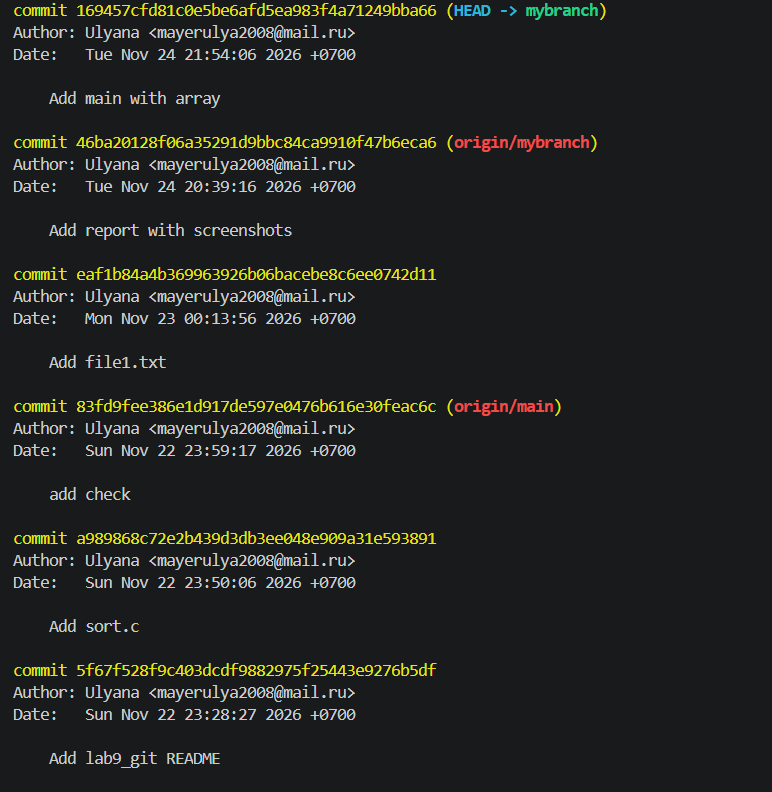 commit 169457cfd81c0e5be6afd5ea983f4a71249bba66 (HEAD -> mybranch)
Author: Ulyana <mayerulya2008@mail.ru>
Date:   Tue Nov 24 21:54:06 2026 +0700
    Add main with array
commit 46ba20128f06a35291d9bbc84ca9910f47b6eca6 (origin/mybranch)
Author: Ulyana <mayerulya2008@mail.ru>
Date:   Tue Nov 24 20:39:16 2026 +0700
    Add report with screenshots
commit eaf1b84a4b369963926b06bacebe8c6ee0742d11
Author: Ulyana <mayerulya2008@mail.ru>
Date:   Mon Nov 23 00:13:56 2026 +0700
    Add file1.txt
commit 83fd9fee386e1d917de597e0476b616e30feac6c (origin/main)
Author: Ulyana <mayerulya2008@mail.ru>
Date:   Sun Nov 22 23:59:17 2026 +0700
    add check
commit a989868c72e2b439d3db3ee048e909a31e593891
Author: Ulyana <mayerulya2008@mail.ru>
Date:   Sun Nov 22 23:50:06 2026 +0700
    Add sort.c
commit 5f67f528f9c403dcdf9882975f25443e9276b5df
Author: Ulyana <mayerulya2008@mail.ru>
Date:   Sun Nov 22 23:28:27 2026 +0700
    Add lab9_git README